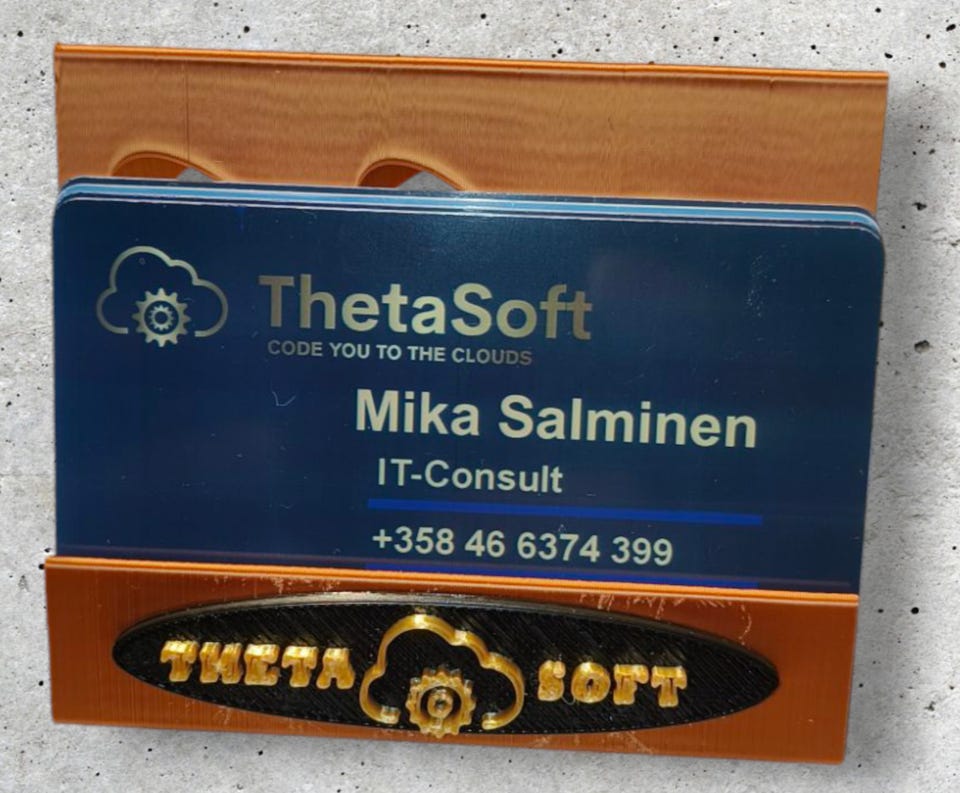 ThetaSoft
CODE YOU TO THE CLOUDS
Mika Salminen
IT-Consult
+358 46 6374 399
THETA SOFT